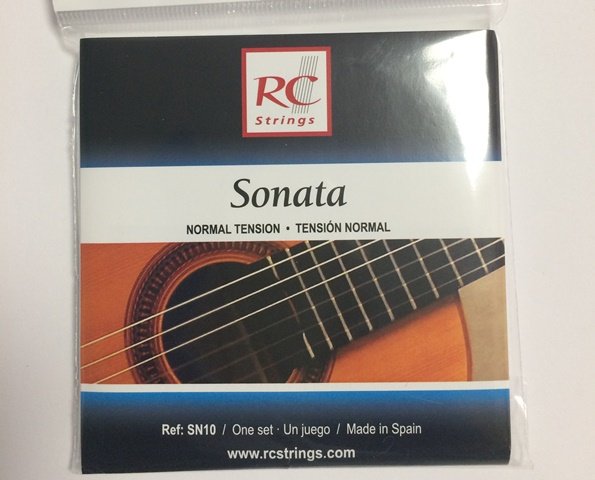 RC
Strings
Sonata
NORMAL TENSION • TENSIÓN NORMAL
Ref: SN10 / One set · Un juego / Made in Spain
www.rcstrings.com